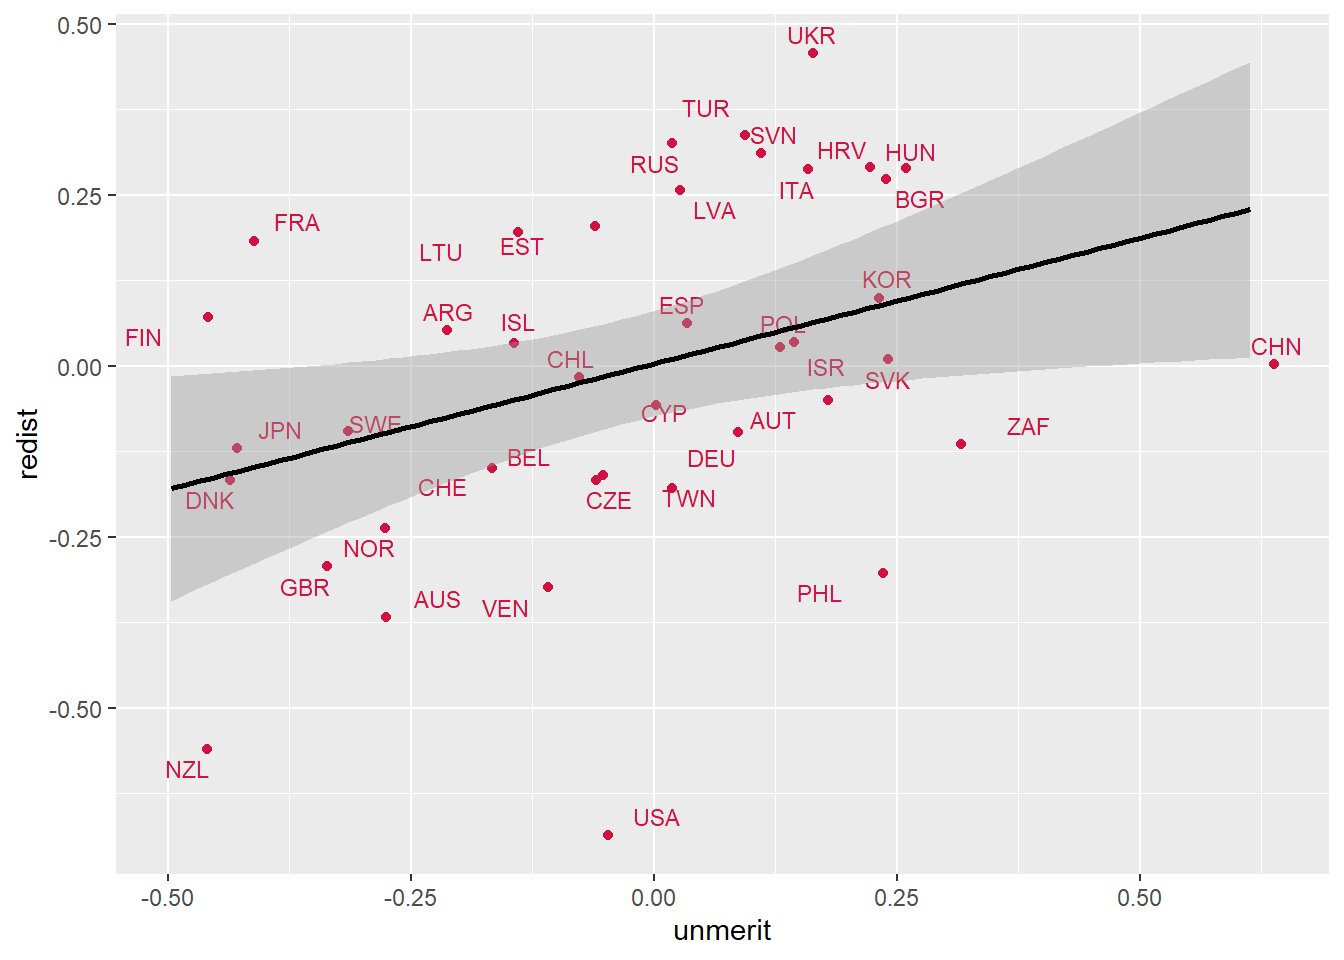 redist
0.50
0.25
0.00
-0.25
-0.50
UKR
TUR
SVN
HRV
HUN
RUS
ITA
BGR
LVA
FRA
LTU
EST
KOR
ESP
ARG
ISL
POL
FIN
CHL
CHN
ISR
SVK
CYP
AUT
ZAF
JPN
SWE
BEL
DEU
CHE
DNK
CZE
TWN
NOR
GBR
AUS
VEN
PHL
NZL
USA
-0.50
-0.25
0.00
0.25
0.50
unmerit